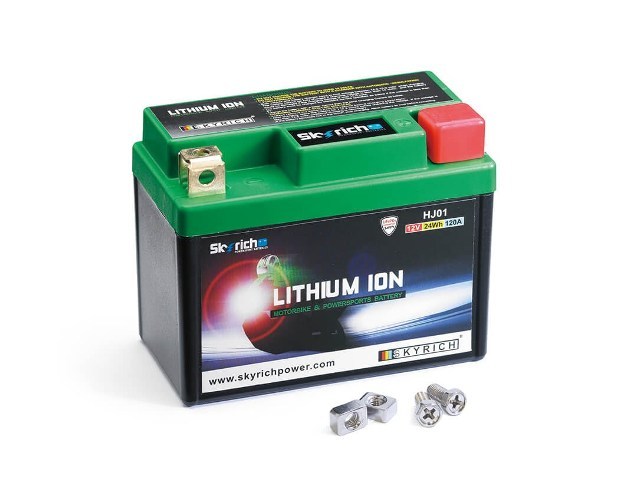 LITHIUM ION
SKYRICH
Skyrich
HJ01
12V 24Wh 120A
Skyrich
LITHIUM ION
MOTORBIKE & POWERSPORTS BATTERY
SKYRICH
www.skyrichpower.com